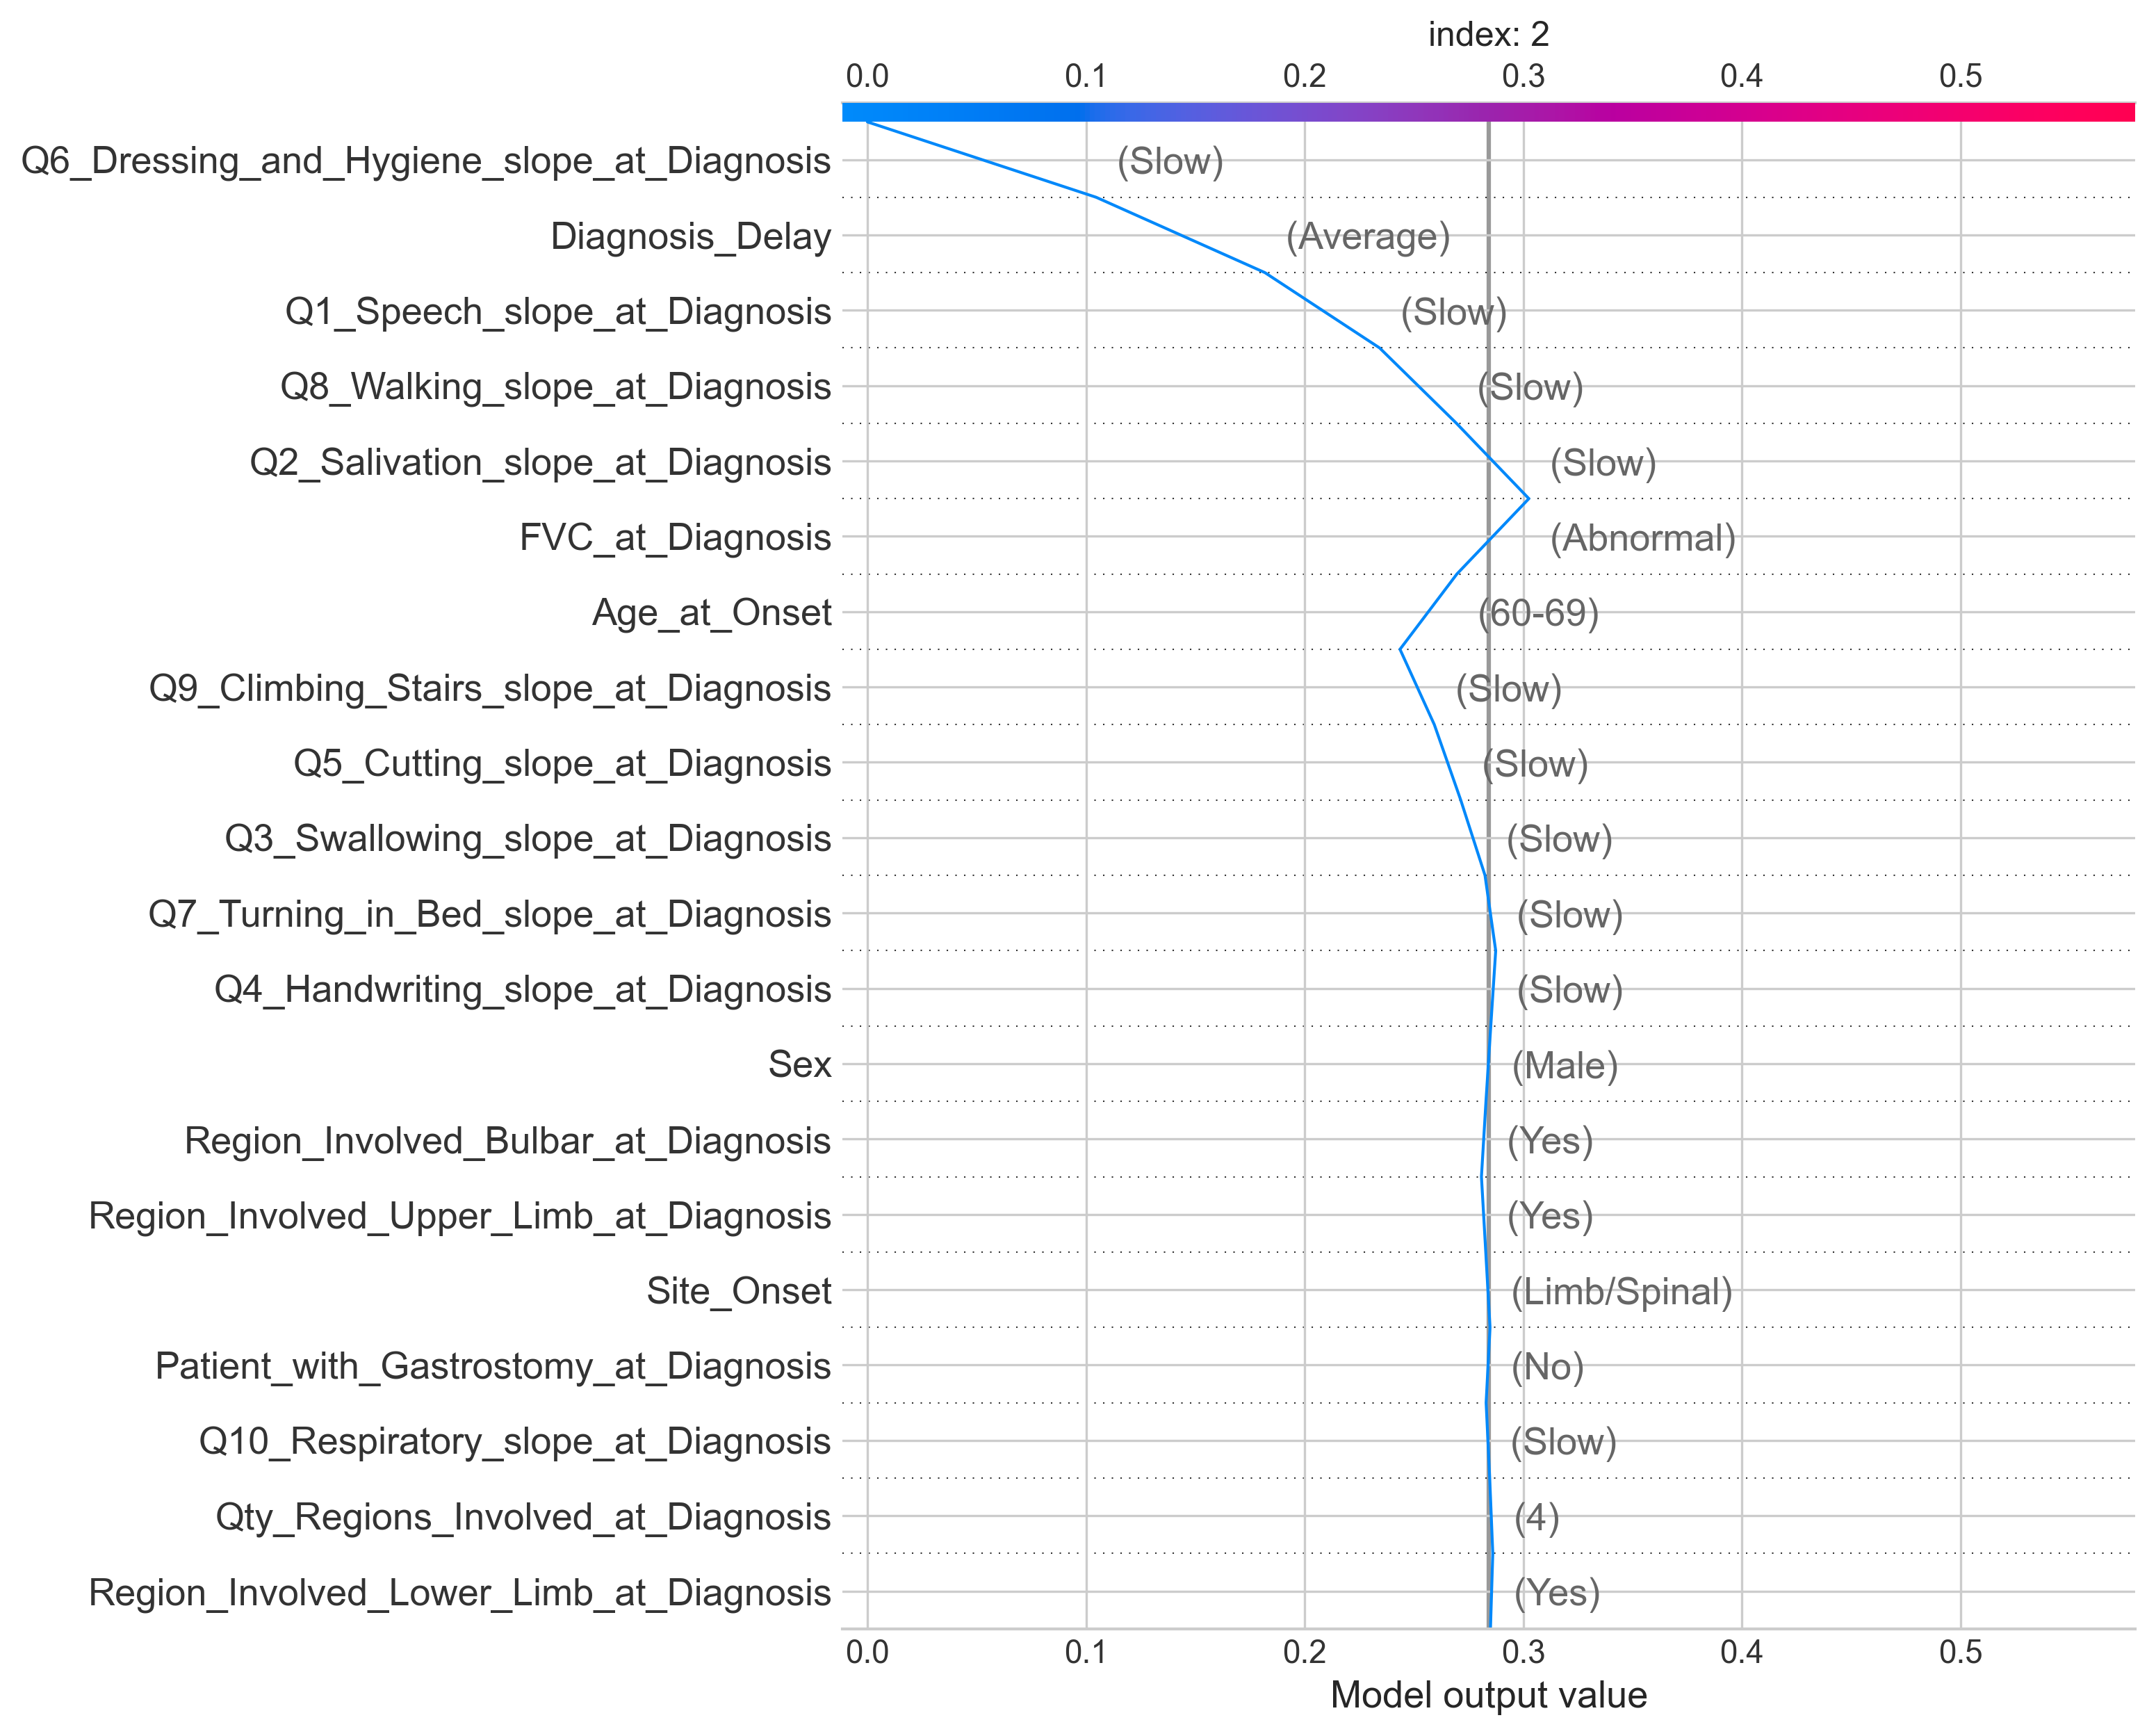 index: 2
0.0 0.1 0.2 0.3 0.4 0.5
Q6_Dressing_and_Hygiene_slope_at_Diagnosis (Slow)
Diagnosis_Delay (Average)
Q1_Speech_slope_at_Diagnosis (Slow)
Q8_Walking_slope_at_Diagnosis (Slow)
Q2_Salivation_slope_at_Diagnosis (Slow)
FVC_at_Diagnosis (Abnormal)
Age_at_Onset (60-69)
Q9_Climbing_Stairs_slope_at_Diagnosis (Slow)
Q5_Cutting_slope_at_Diagnosis (Slow)
Q3_Swallowing_slope_at_Diagnosis (Slow)
Q7_Turning_in_Bed_slope_at_Diagnosis (Slow)
Q4_Handwriting_slope_at_Diagnosis (Slow)
Sex (Male)
Region_Involved_Bulbar_at_Diagnosis (Yes)
Region_Involved_Upper_Limb_at_Diagnosis (Yes)
Site_Onset (Limb/Spinal)
Patient_with_Gastrostomy_at_Diagnosis (No)
Q10_Respiratory_slope_at_Diagnosis (Slow)
Qty_Regions_Involved_at_Diagnosis (4)
Region_Involved_Lower_Limb_at_Diagnosis (Yes)
0.0 0.1 0.2 0.3 0.4 0.5
Model output value